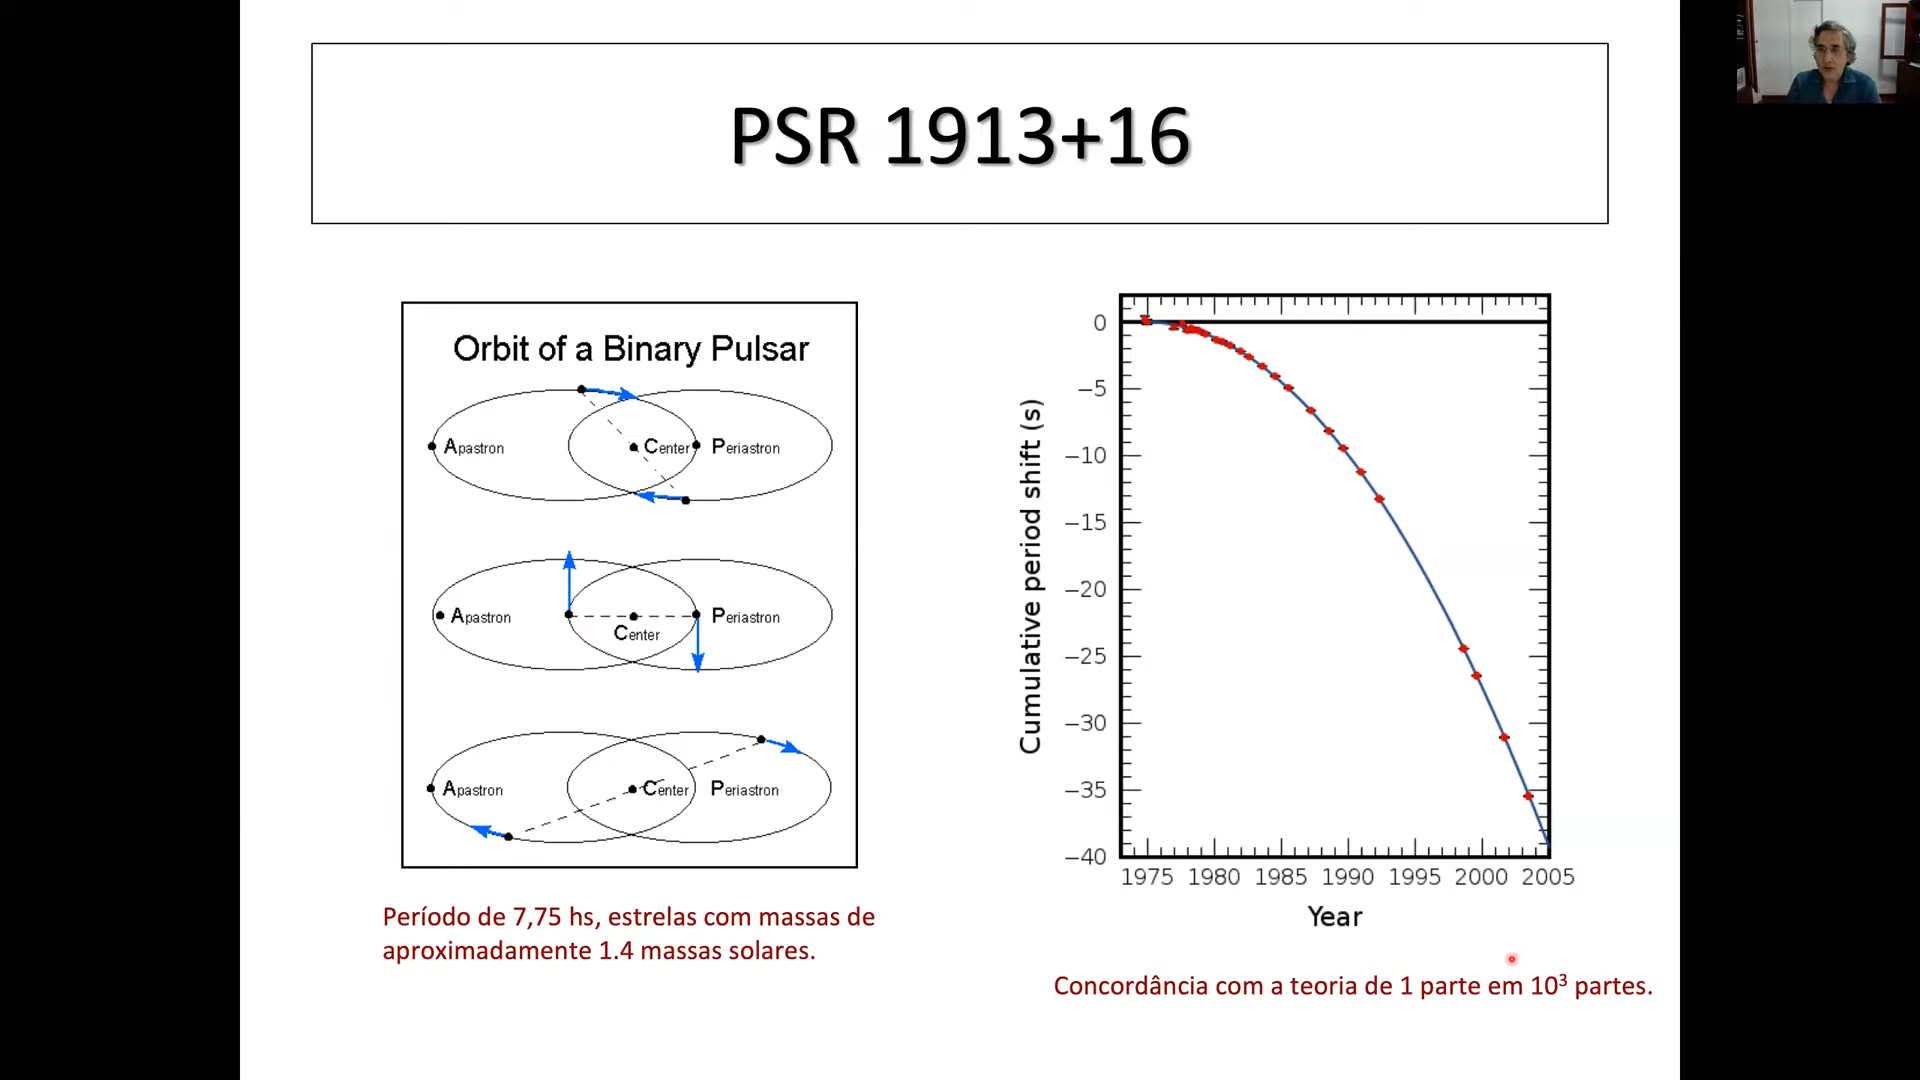 PSR 1913+16
Orbit of a Binary Pulsar
Apastron
Center
Periastron
Apastron
Center
Periastron
Apastron
Center
Periastron
Período de 7,75 hs, estrelas com massas de
aproximadamente 1.4 massas solares.
Cumulative period shift (s)
0
−5
−10
−15
−20
−25
−30
−35
−40
1975 1980 1985 1990 1995 2000 2005
Year
Concordância com a teoria de 1 parte em 10³ partes.